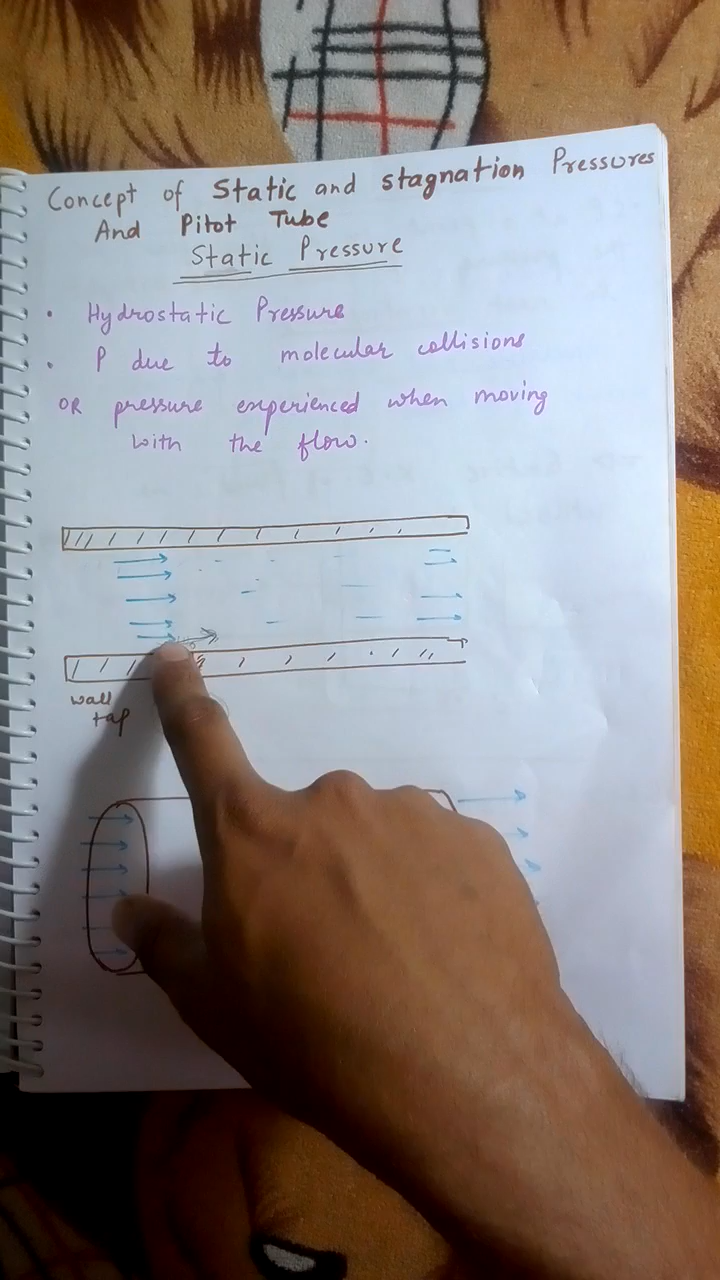 Concept of Static and stagnation Pressures
And Pitot Tube
Static Pressure
• Hydrostatic Pressure
• P due to molecular collisions
OR pressure experienced when moving
with the flow.
wall
tap